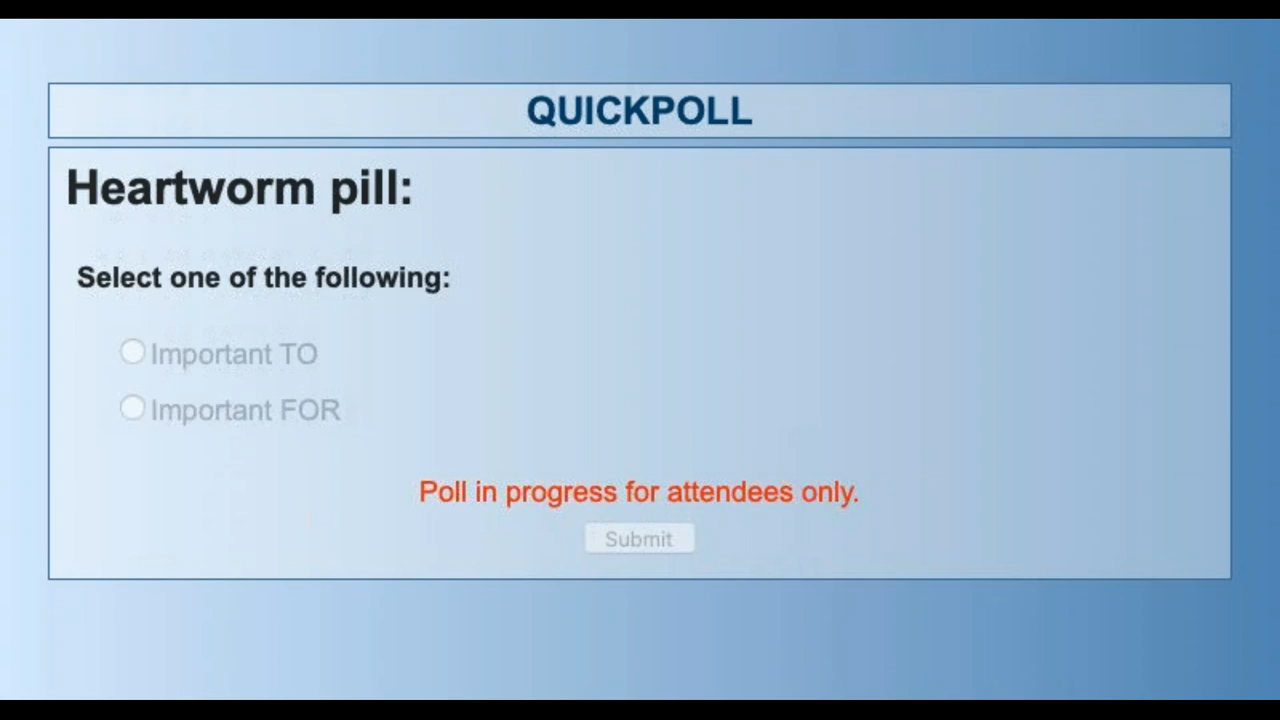 QUICKPOLL
Heartworm pill:
Select one of the following:
Important TO
Important FOR
Poll in progress for attendees only.
Submit